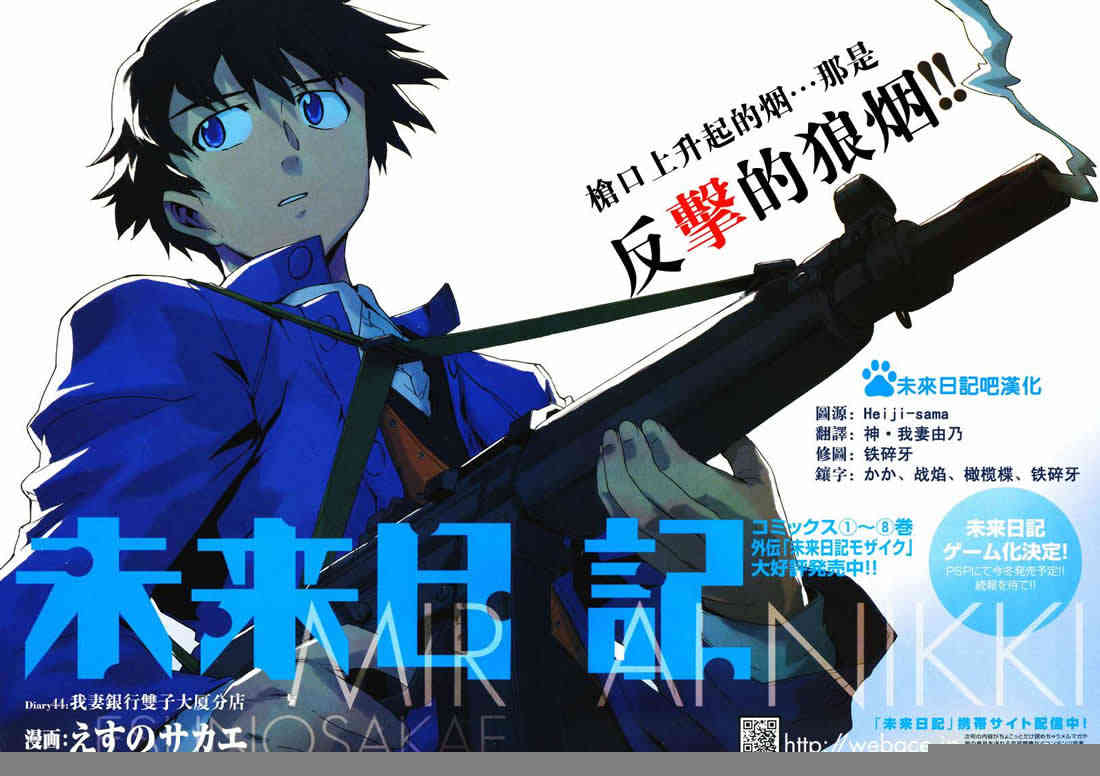 槍口上升起的烟…那是
反擊的狼烟!!
未來日記吧漢化
圖源: Heiji-sama
翻譯: 神・我妻由乃
修圖: 铁碎牙
鑲字: かか、战焰、橄榄楪、铁碎牙
未来日記
MIRAI NIKKI
コミックス①～⑧巻
外伝「未来日記モザイク」
大好評発売中!!
未来日記
ゲーム化決定!
PSPにて今冬発売予定!!
続報を待て!!
Diary44:我妻銀行雙子大厦分店
漫画:えすのサカエ
ESUNOSAKAE
「未来日記」携帯サイト配信中!
http://webace.jp